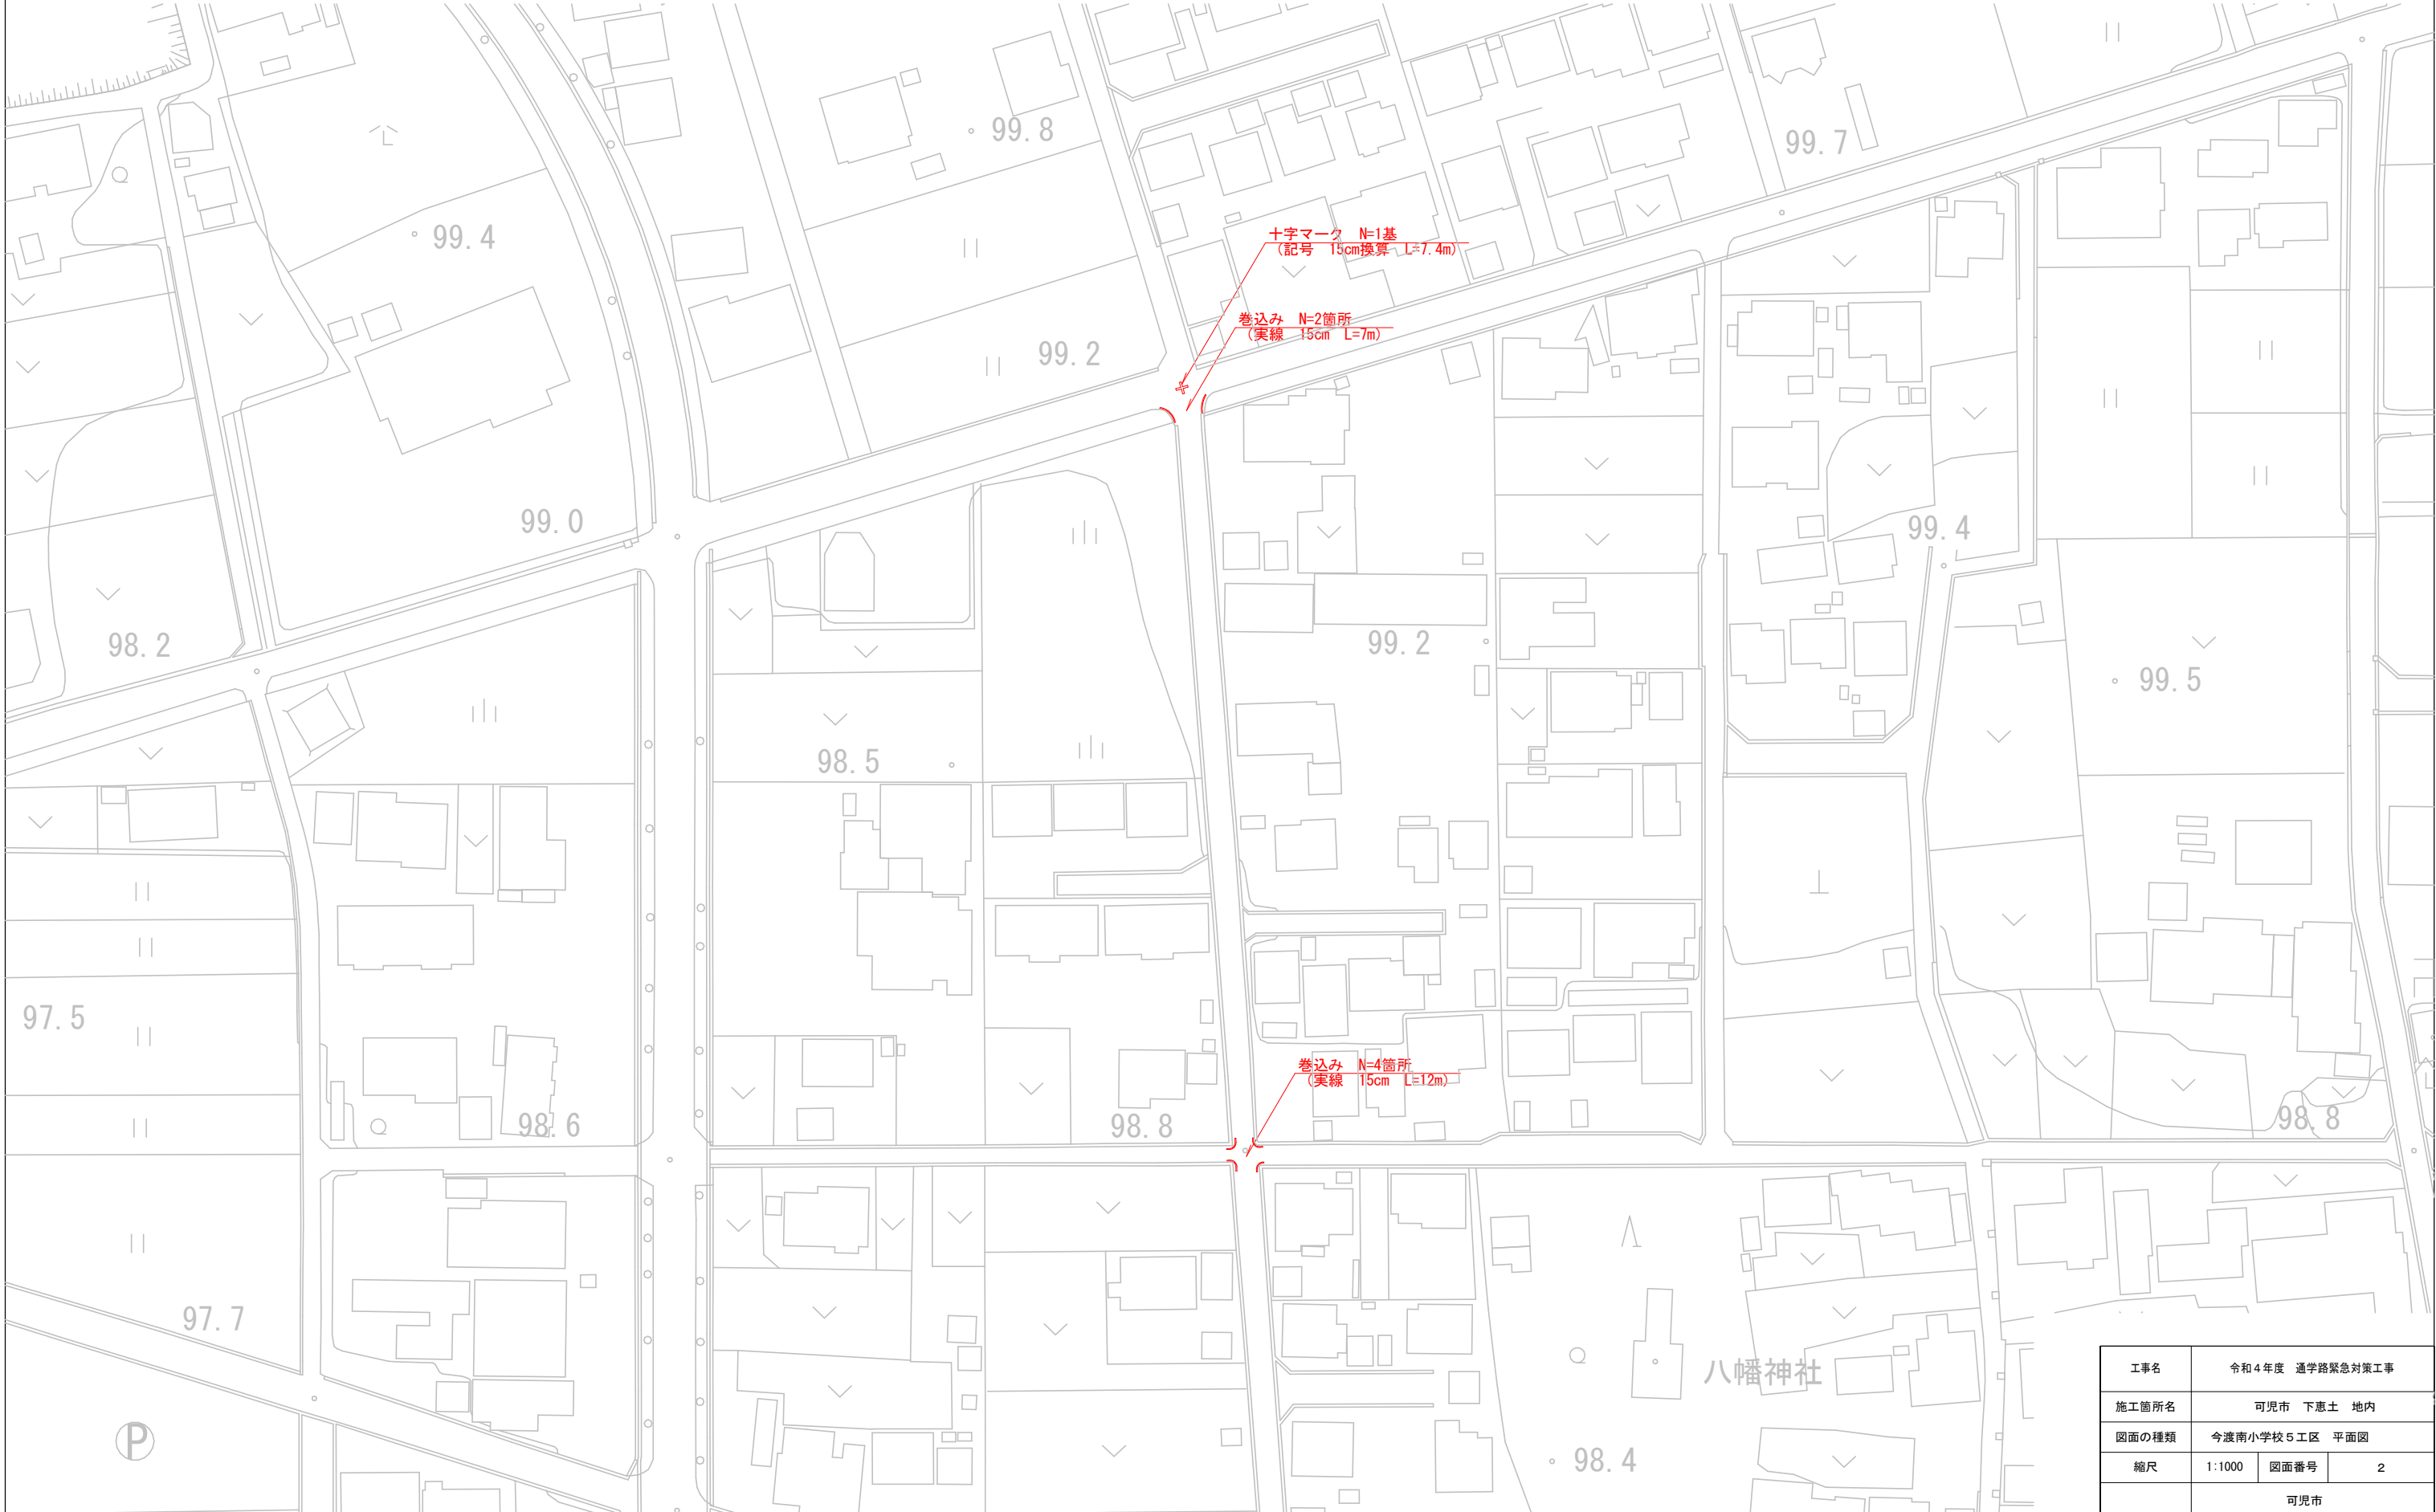 99.8
99.7
99.4
十字マーク N=1基
(記号 15cm換算 L=7.4m)
巻込み N=2箇所
(実線 15cm L=7m)
99.2
99.0
99.4
98.2
99.2
99.5
98.5
97.5
巻込み N=4箇所
(実線 15cm L=12m)
98.6
98.8
98.8
97.7
八幡神社
P
98.4
工事名 令和4年度 通学路緊急対策工事
施工箇所名 可児市 下恵土 地内
図面の種類 今渡南小学校5工区 平面図
縮尺 1:1000 図面番号 2
可児市